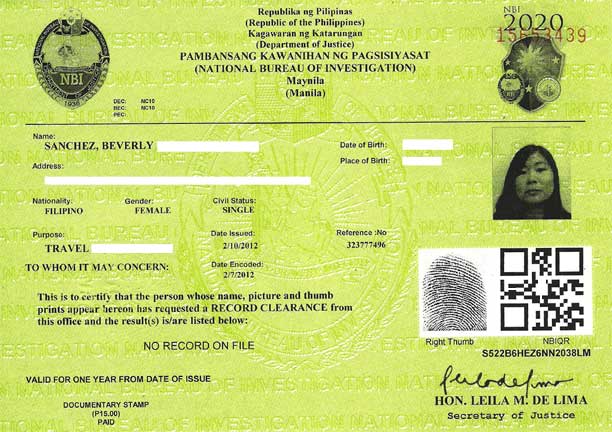 Republika ng Pilipinas
(Republic of the Philippines)
Kagawaran ng Katarungan
(Department of Justice)
PAMBANSANG KAWANIHAN NG PAGSISIYASAT
(NATIONAL BUREAU OF INVESTIGATION)
Maynila
(Manila)
NBI
1936
NBI
2020
DEC: NC10
REC: NC10
PEC:
Name:
SANCHEZ, BEVERLY
Date of Birth:
Place of Birth:
Address:
Nationality: Gender: Civil Status:
FILIPINO FEMALE SINGLE
Purpose: Date Issued: Reference :No
TRAVEL 2/10/2012 323777496
Date Encoded:
TO WHOM IT MAY CONCERN: 2/7/2012
This is to certify that the person whose name, picture and thumb
prints appear hereon has requested a RECORD CLEARANCE from
this office and the result(s) is/are listed below:
NO RECORD ON FILE
Right Thumb NBIQR
S522B6HEZ6NN2038LM
VALID FOR ONE YEAR FROM DATE OF ISSUE
DOCUMENTARY STAMP
(P15.00)
PAID
HON. LEILA M. DE LIMA
Secretary of Justice